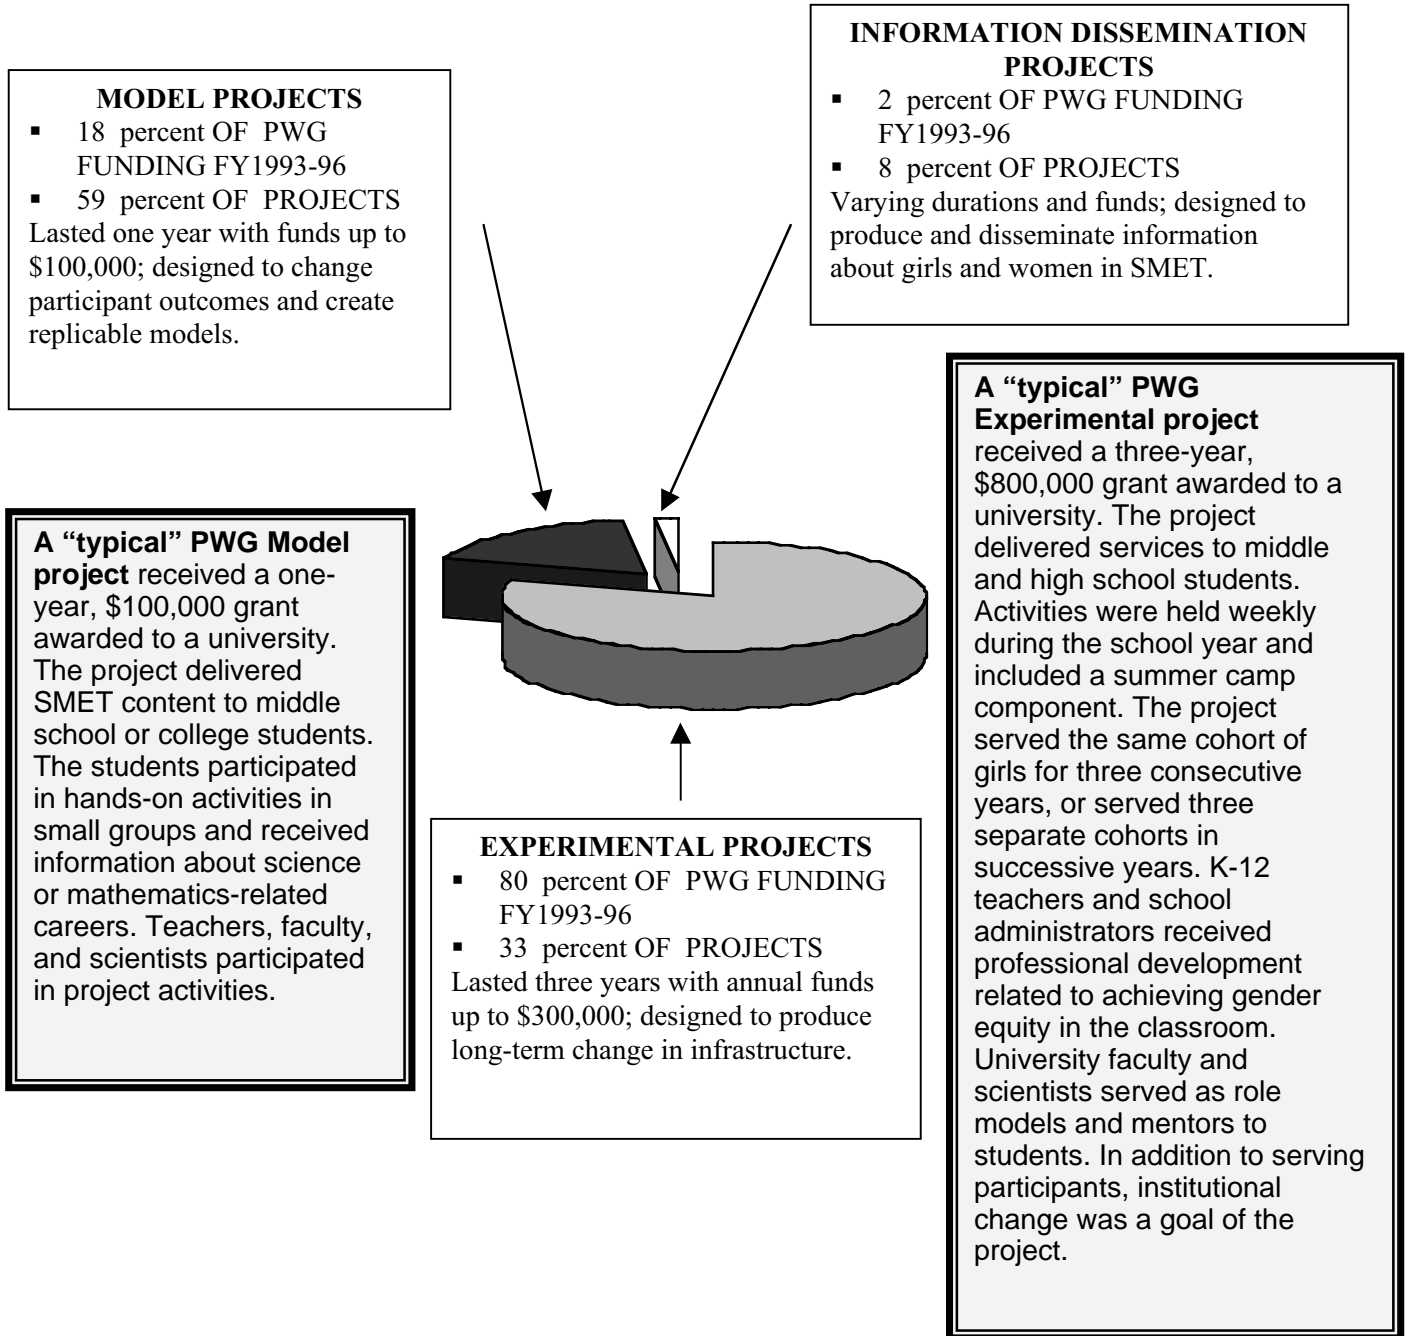 MODEL PROJECTS
▪ 18 percent OF PWG
FUNDING FY1993-96
▪ 59 percent OF PROJECTS
Lasted one year with funds up to
$100,000; designed to change
participant outcomes and create
replicable models.
INFORMATION DISSEMINATION
PROJECTS
▪ 2 percent OF PWG FUNDING
FY1993-96
▪ 8 percent OF PROJECTS
Varying durations and funds; designed to
produce and disseminate information
about girls and women in SMET.
A “typical” PWG Model
project received a one-
year, $100,000 grant
awarded to a university.
The project delivered
SMET content to middle
school or college students.
The students participated
in hands-on activities in
small groups and received
information about science
or mathematics-related
careers. Teachers, faculty,
and scientists participated
in project activities.
EXPERIMENTAL PROJECTS
▪ 80 percent OF PWG FUNDING
FY1993-96
▪ 33 percent OF PROJECTS
Lasted three years with annual funds
up to $300,000; designed to produce
long-term change in infrastructure.
A “typical” PWG
Experimental project
received a three-year,
$800,000 grant awarded to a
university. The project
delivered services to middle
and high school students.
Activities were held weekly
during the school year and
included a summer camp
component. The project
served the same cohort of
girls for three consecutive
years, or served three
separate cohorts in
successive years. K-12
teachers and school
administrators received
professional development
related to achieving gender
equity in the classroom.
University faculty and
scientists served as role
models and mentors to
students. In addition to serving
participants, institutional
change was a goal of the
project.